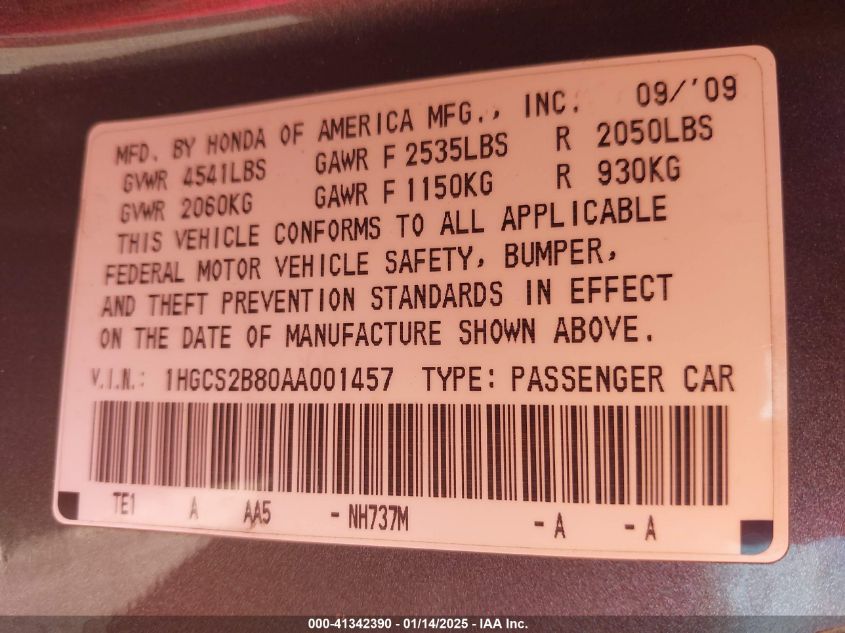 MFD. BY HONDA OF AMERICA MFG., INC. 09/'09
GVWR 4541LBS GAWR F 2535LBS R 2050LBS
GVWR 2060KG GAWR F 1150KG R 930KG
THIS VEHICLE CONFORMS TO ALL APPLICABLE
FEDERAL MOTOR VEHICLE SAFETY, BUMPER,
AND THEFT PREVENTION STANDARDS IN EFFECT
ON THE DATE OF MANUFACTURE SHOWN ABOVE.
V.I.N.: 1HGCS2B80AA001457 TYPE: PASSENGER CAR
TE1 A AA5 - NH737M - A - A
000-41342390 - 01/14/2025 - IAA Inc.